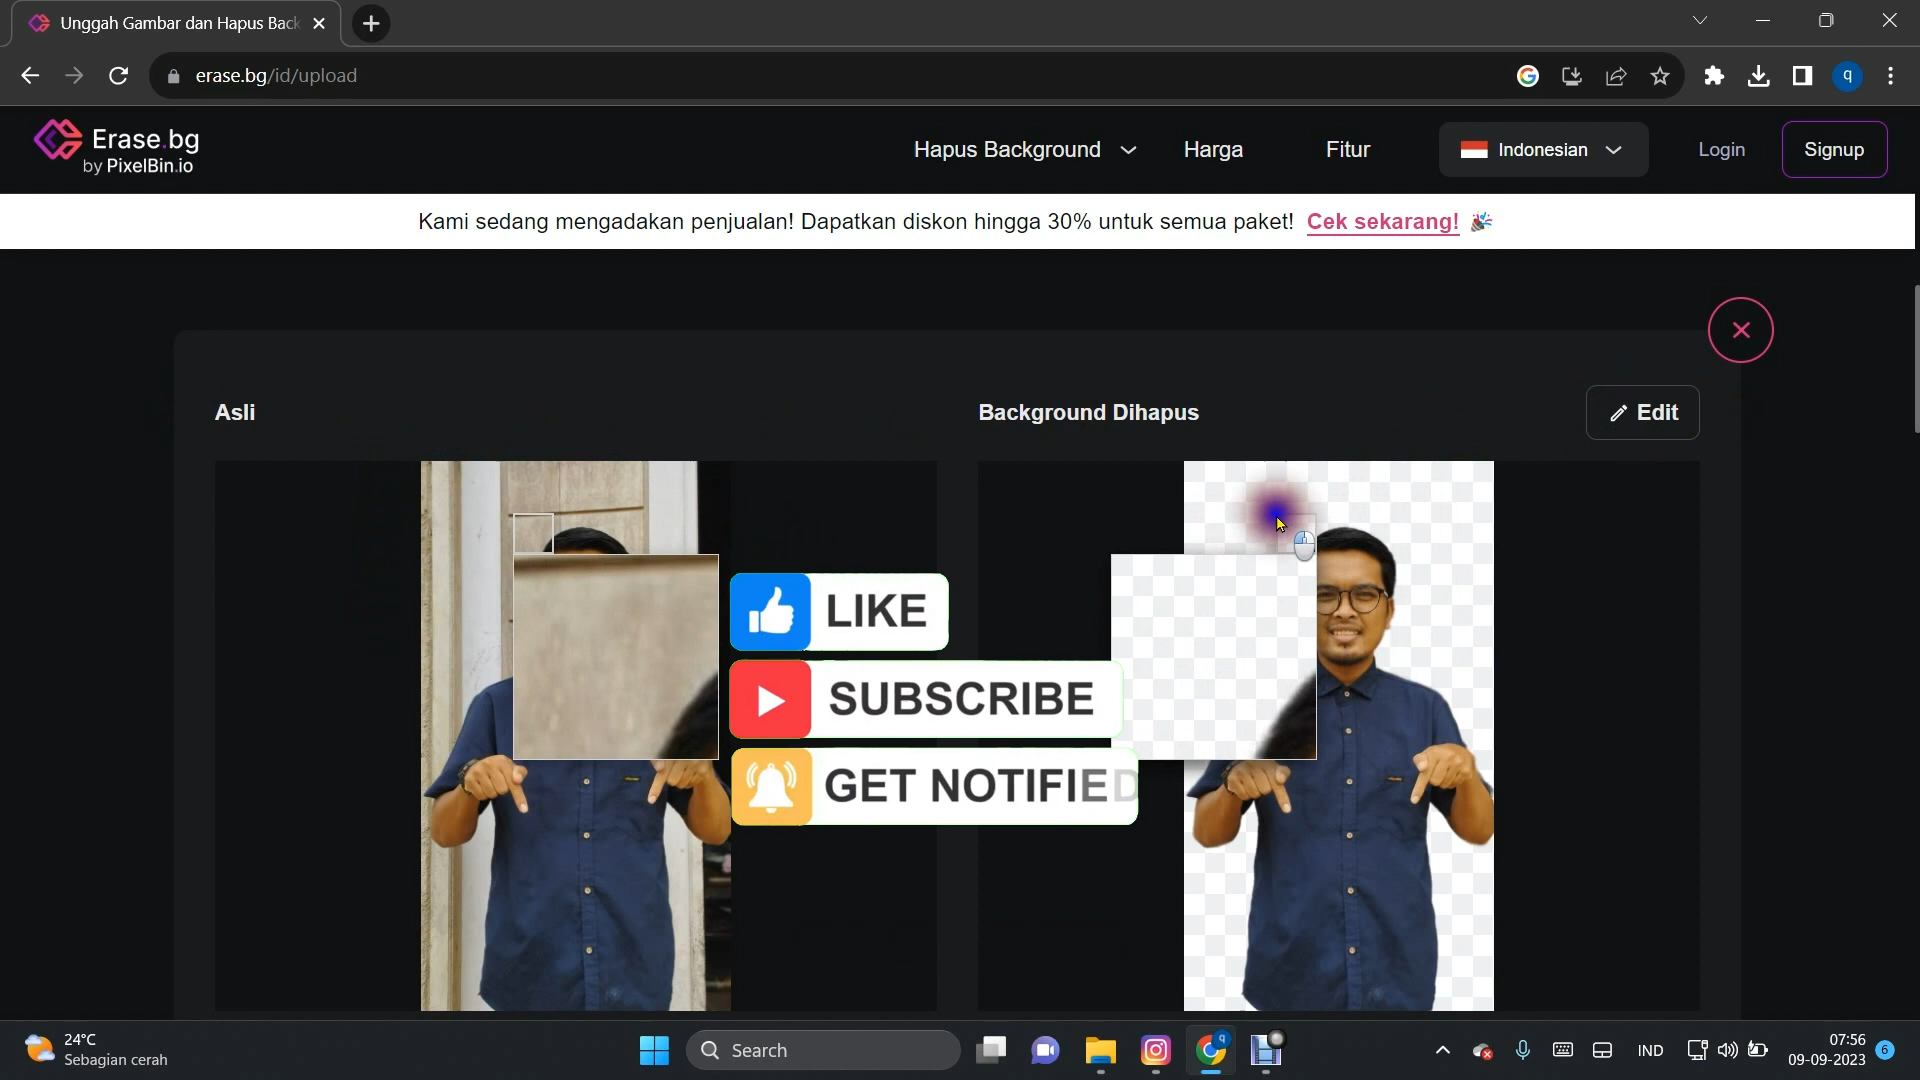 Unggah Gambar dan Hapus Back
erase.bg/id/upload
q
Erase.bg
by PixelBin.io
Hapus Background
Harga
Fitur
Indonesian
Login
Signup
Kami sedang mengadakan penjualan! Dapatkan diskon hingga 30% untuk semua paket! Cek sekarang! 🎉
Asli
Background Dihapus
Edit
LIKE
SUBSCRIBE
GET NOTIFIED
24°C
Sebagian cerah
Search
q
IND
07:56
09-09-2023
6